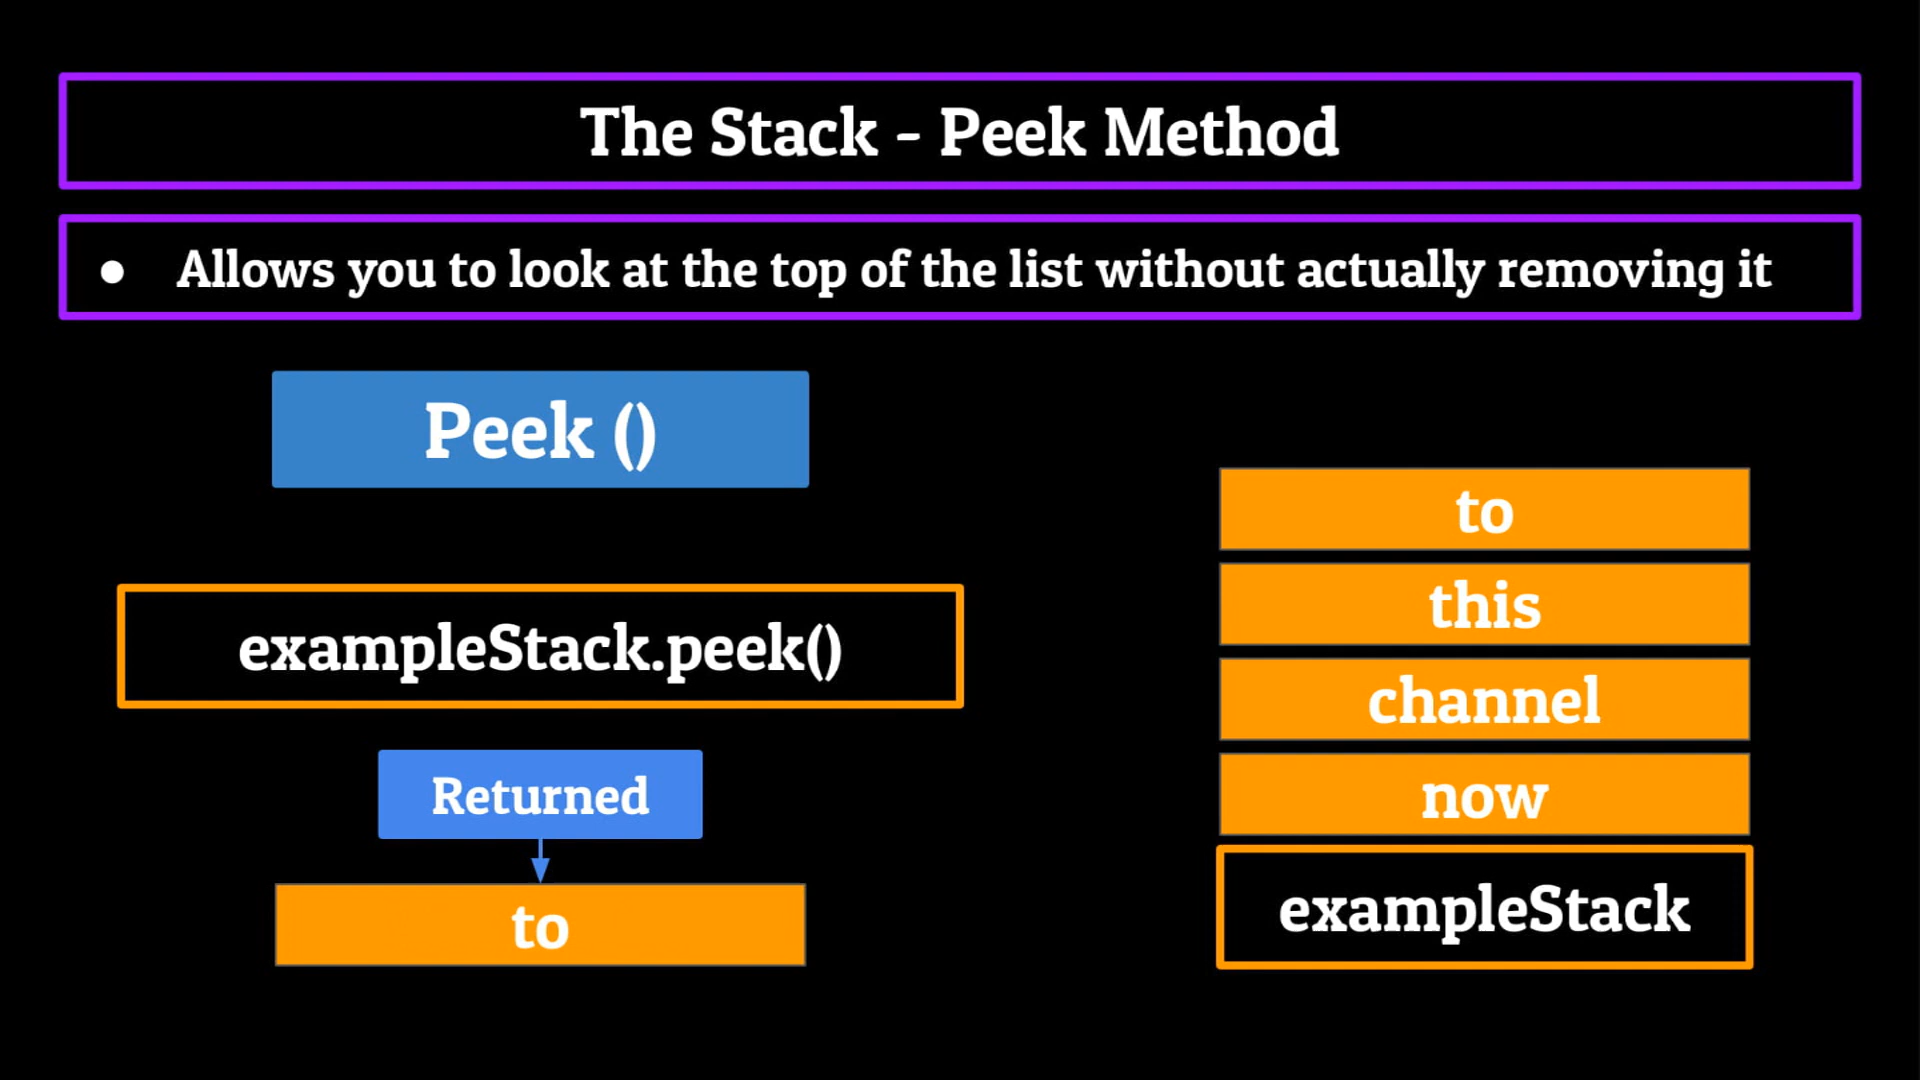 The Stack - Peek Method
● Allows you to look at the top of the list without actually removing it
Peek ()
exampleStack.peek()
Returned
to
to
this
channel
now
exampleStack